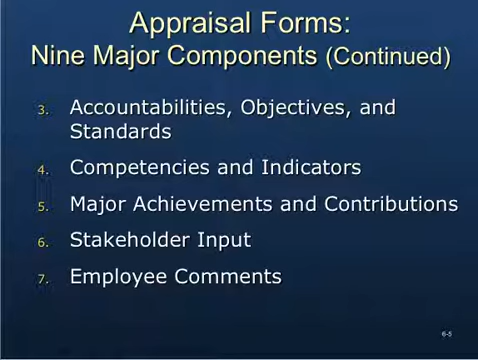 Appraisal Forms:
Nine Major Components (Continued)
3. Accountabilities, Objectives, and
Standards
4. Competencies and Indicators
5. Major Achievements and Contributions
6. Stakeholder Input
7. Employee Comments
6-5